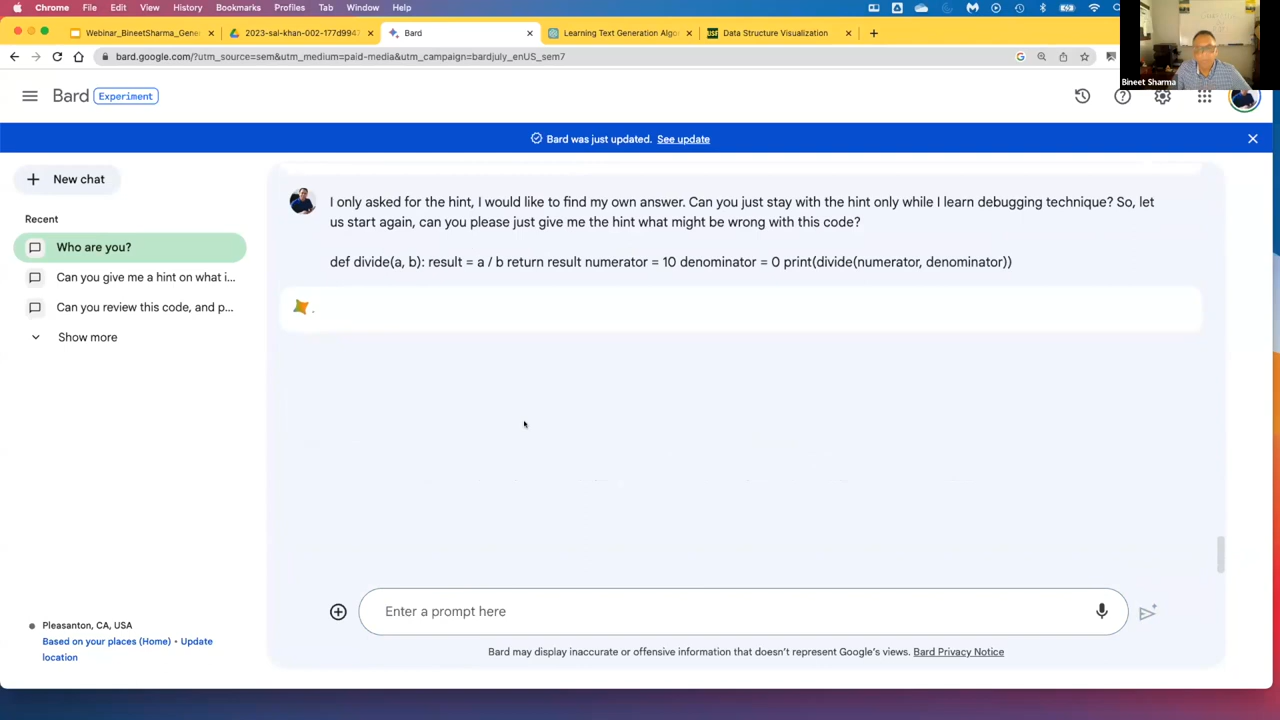 Chrome File Edit View History Bookmarks Profiles Tab Window Help
Webinar_BineetSharma_Gene
2023-sal-khan-002-177d9947
Bard
Learning Text Generation Algo
USF Data Structure Visualization
bard.google.com/?utm_source=sem&utm_medium=paid-media&utm_campaign=bardjuly_enUS_sem7
Bineet Sharma
Bard Experiment
Bard was just updated. See update
New chat
Recent
Who are you?
Can you give me a hint on what i...
Can you review this code, and p...
Show more
I only asked for the hint, I would like to find my own answer. Can you just stay with the hint only while I learn debugging technique? So, let
us start again, can you please just give me the hint what might be wrong with this code?
def divide(a, b): result = a / b return result numerator = 10 denominator = 0 print(divide(numerator, denominator))
Enter a prompt here
Pleasanton, CA, USA
Based on your places (Home) • Update
location
Bard may display inaccurate or offensive information that doesn't represent Google's views. Bard Privacy Notice